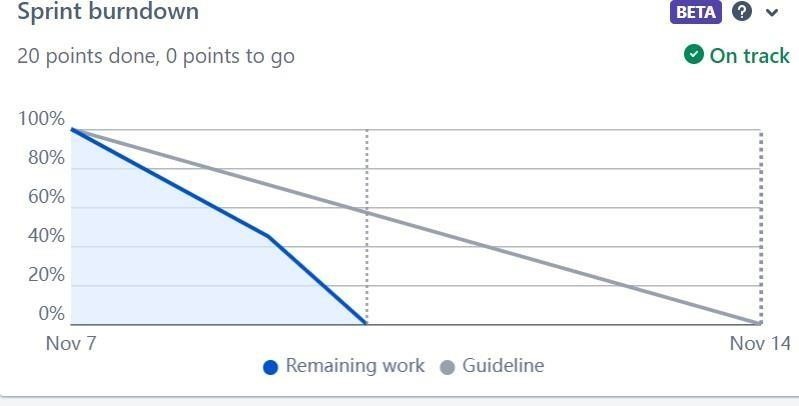 Sprint burndown BETA ?
20 points done, 0 points to go On track
100%
80%
60%
40%
20%
0%
Nov 7 Nov 14
Remaining work Guideline